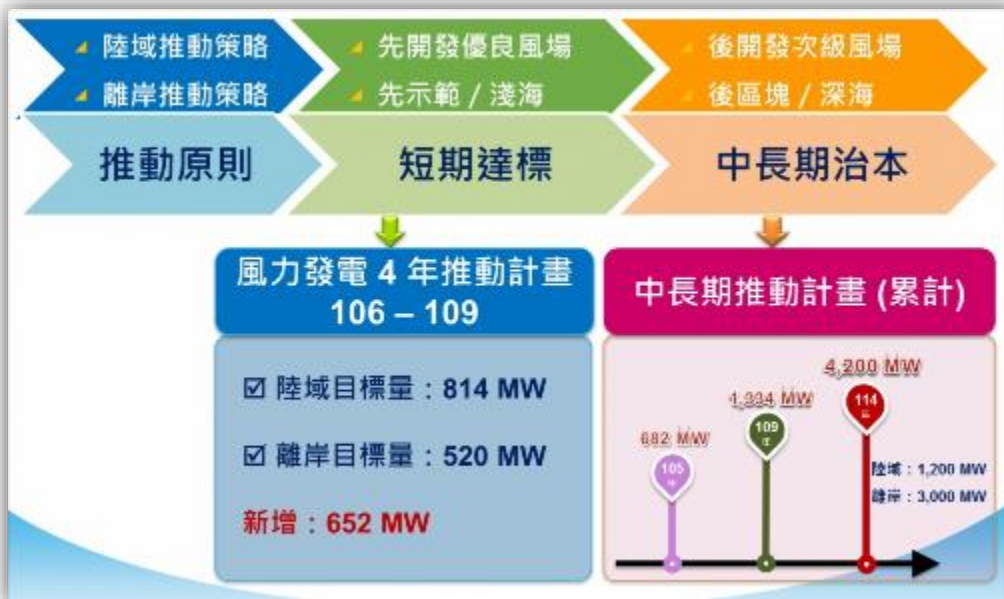 陸域推動策略
離岸推動策略
推動原則
先開發優良風場
先示範 / 淺海
短期達標
後開發次級風場
後區塊 / 深海
中長期治本
風力發電 4 年推動計畫
106 – 109
陸域目標量：814 MW
離岸目標量：520 MW
新增：652 MW
中長期推動計畫 (累計)
682 MW
105
年
1,334 MW
109
年
4,200 MW
114
年
陸域：1,200 MW
離岸：3,000 MW